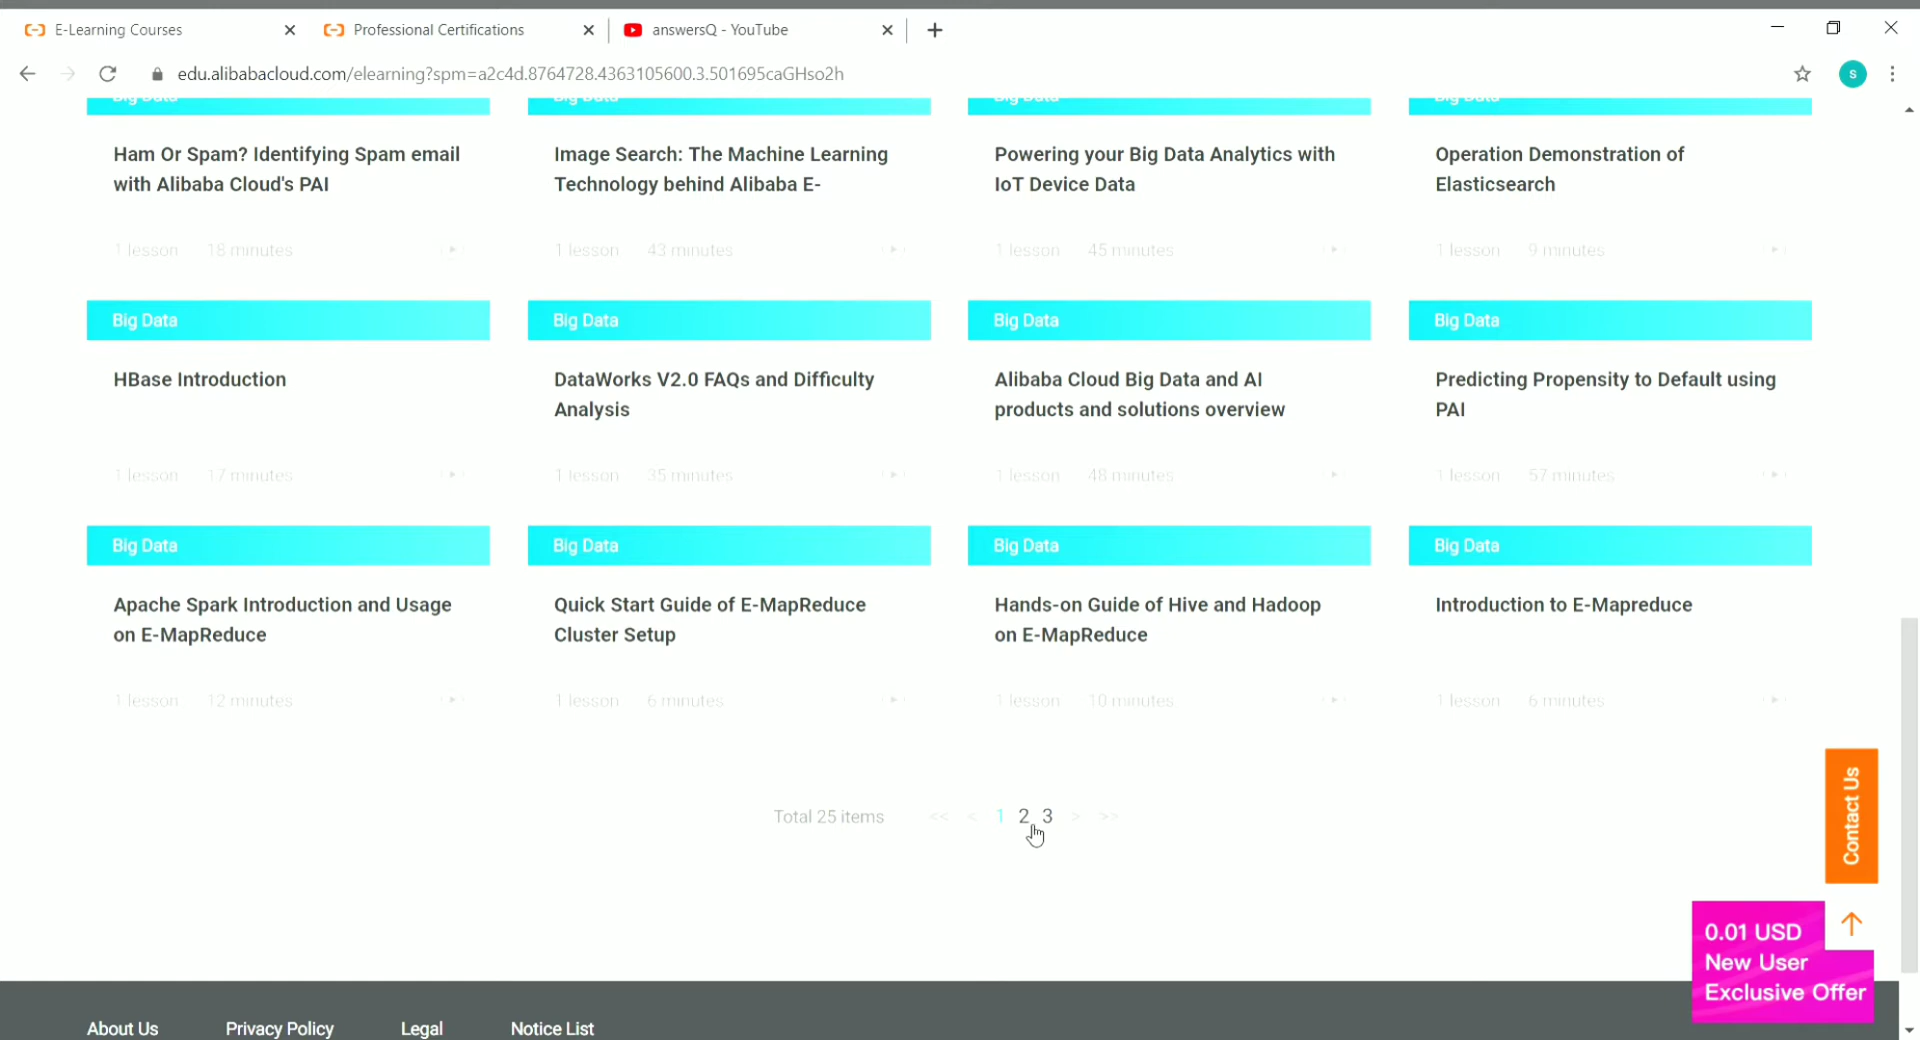 E-Learning Courses
Professional Certifications
answersQ - YouTube
edu.alibabacloud.com/elearning?spm=a2c4d.8764728.4363105600.3.501695caGHso2h
S
Big Data
Big Data
Big Data
Big Data
Ham Or Spam? Identifying Spam email
with Alibaba Cloud's PAI
1 lesson 18 minutes
Image Search: The Machine Learning
Technology behind Alibaba E-
1 lesson 43 minutes
Powering your Big Data Analytics with
IoT Device Data
1 lesson 45 minutes
Operation Demonstration of
Elasticsearch
1 lesson 9 minutes
Big Data
HBase Introduction
1 lesson 17 minutes
Big Data
DataWorks V2.0 FAQs and Difficulty
Analysis
1 lesson 35 minutes
Big Data
Alibaba Cloud Big Data and AI
products and solutions overview
1 lesson 48 minutes
Big Data
Predicting Propensity to Default using
PAI
1 lesson 57 minutes
Big Data
Apache Spark Introduction and Usage
on E-MapReduce
1 lesson 12 minutes
Big Data
Quick Start Guide of E-MapReduce
Cluster Setup
1 lesson 6 minutes
Big Data
Hands-on Guide of Hive and Hadoop
on E-MapReduce
1 lesson 10 minutes
Big Data
Introduction to E-Mapreduce
1 lesson 6 minutes
Total 25 items << < 1 2 3 > >>
Contact Us
0.01 USD
New User
Exclusive Offer
About Us Privacy Policy Legal Notice List